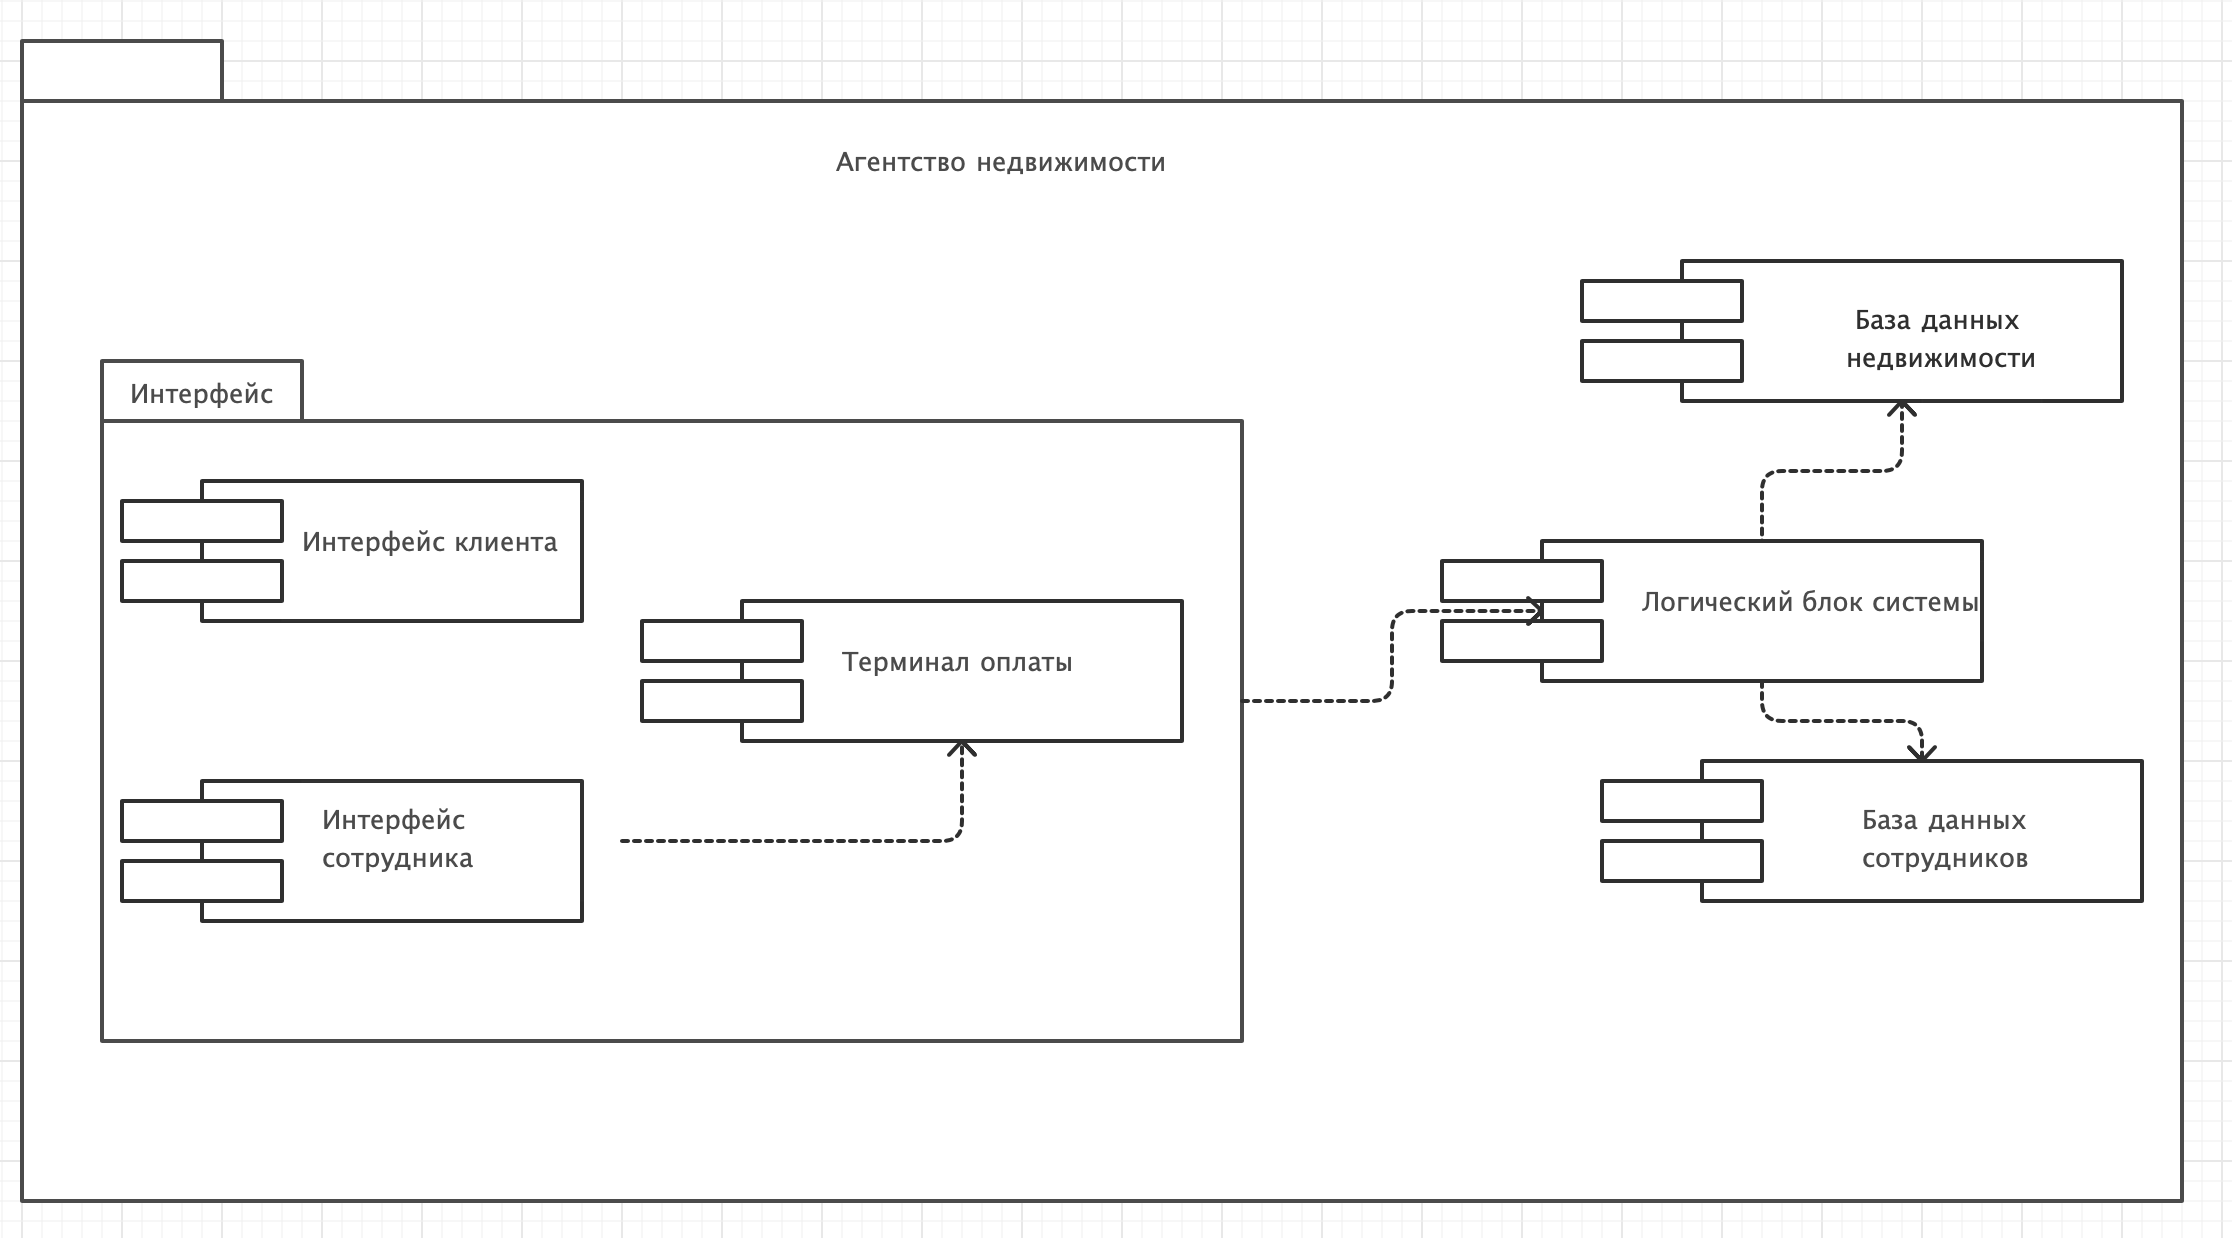 Агентство недвижимости
База данных
недвижимости
Интерфейс
Интерфейс клиента
Логический блок системы
Терминал оплаты
Интерфейс
сотрудника
База данных
сотрудников